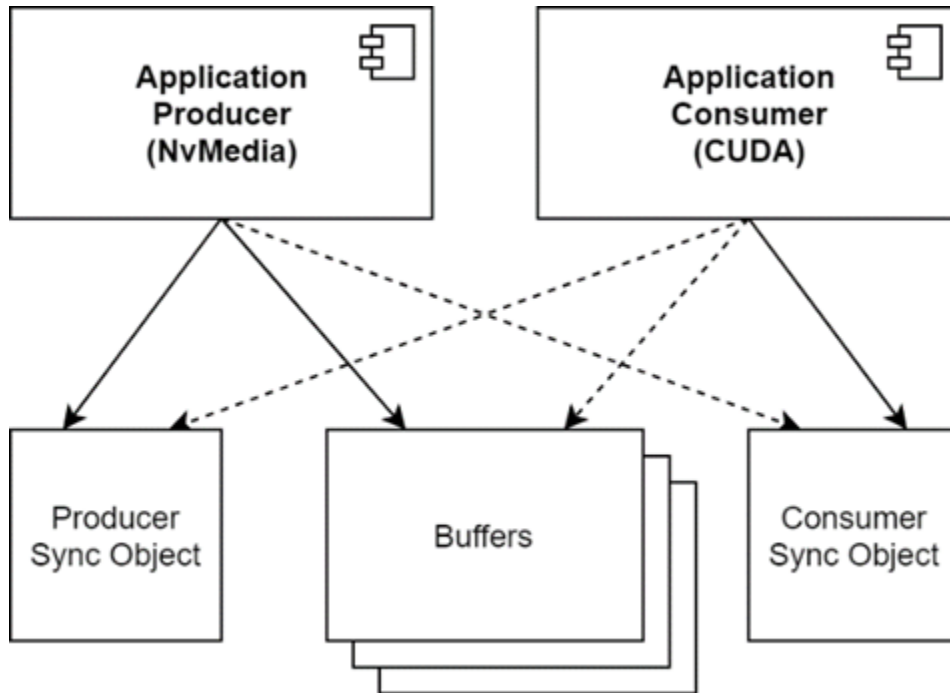 Application
Producer
(NvMedia)
Application
Consumer
(CUDA)
Producer
Sync Object
Buffers
Consumer
Sync Object